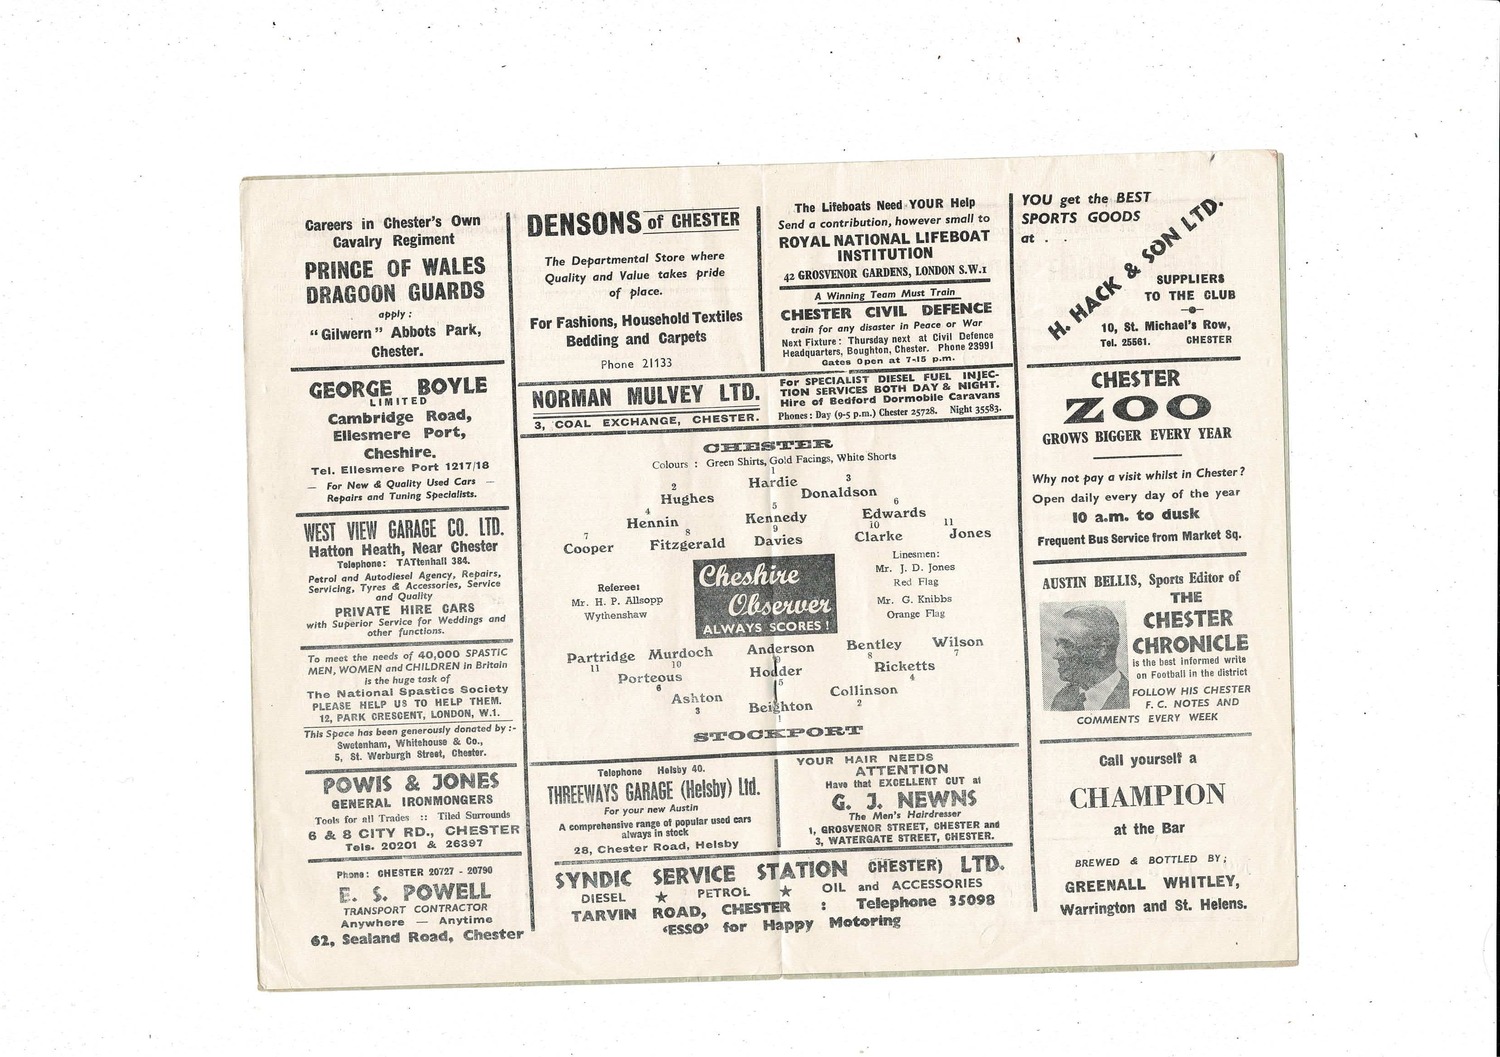 Careers in Chester's Own
Cavalry Regiment
PRINCE OF WALES
DRAGOON GUARDS
apply :
"Gilwern" Abbots Park,
Chester.
GEORGE BOYLE
LIMITED
Cambridge Road,
Ellesmere Port,
Cheshire.
Tel. Ellesmere Port 1217/18
— For New & Quality Used Cars —
Repairs and Tuning Specialists.
WEST VIEW GARAGE CO. LTD.
Hatton Heath, Near Chester
Telephone: TATtenhall 384.
Petrol and Autodiesel Agency, Repairs,
Servicing, Tyres & Accessories, Service
and Quality
PRIVATE HIRE CARS
with Superior Service for Weddings and
other functions.
To meet the needs of 40,000 SPASTIC
MEN, WOMEN and CHILDREN in Britain
is the huge task of
The National Spastics Society
PLEASE HELP US TO HELP THEM.
12, PARK CRESCENT, LONDON, W.1.
This Space has been generously donated by :-
Swetenham, Whitehouse & Co.,
5, St. Werburgh Street, Chester.
POWIS & JONES
GENERAL IRONMONGERS
Tools for all Trades :: Tiled Surrounds
6 & 8 CITY RD., CHESTER
Tels. 20201 & 26397
Phone: CHESTER 20727 - 20790
E. S. POWELL
TRANSPORT CONTRACTOR
Anywhere — Anytime
62, Sealand Road, Chester
DENSONS of CHESTER
The Departmental Store where
Quality and Value takes pride
of place.
For Fashions, Household Textiles
Bedding and Carpets
Phone 21133
The Lifeboats Need YOUR Help
Send a contribution, however small to
ROYAL NATIONAL LIFEBOAT
INSTITUTION
42 GROSVENOR GARDENS, LONDON S.W.1
A Winning Team Must Train
CHESTER CIVIL DEFENCE
train for any disaster in Peace or War
Next Fixture: Thursday next at Civil Defence
Headquarters, Boughton, Chester. Phone 23991
Gates Open at 7-15 p.m.
NORMAN MULVEY LTD.
3, COAL EXCHANGE, CHESTER.
For SPECIALIST DIESEL FUEL INJEC-
TION SERVICES BOTH DAY & NIGHT.
Hire of Bedford Dormobile Caravans
Phones: Day (9-5 p.m.) Chester 25728. Night 35583.
CHESTER
Colours : Green Shirts, Gold Facings, White Shorts
1
Hardie
2 3
Hughes Donaldson
4 5 6
Hennin Kennedy Edwards
7 8 9 10 11
Cooper Fitzgerald Davies Clarke Jones
Referee:
Mr. H. P. Allsopp
Wythenshaw
Cheshire
Observer
ALWAYS SCORES!
Linesmen:
Mr. J. D. Jones
Red Flag
Mr. G. Knibbs
Orange Flag
Partridge Murdoch Anderson Bentley Wilson
11 10 9 8 7
Porteous Hodder Ricketts
6 5 4
Ashton Collinson
3 2
Beighton
1
STOCKPORT
Telephone Helsby 40.
THREEWAYS GARAGE (Helsby) Ltd.
For your new Austin
A comprehensive range of popular used cars
always in stock
28, Chester Road, Helsby
YOUR HAIR NEEDS
ATTENTION
Have that EXCELLENT CUT at
G. J. NEWNS
The Men's Hairdresser
1, GROSVENOR STREET, CHESTER and
3, WATERGATE STREET, CHESTER.
SYNDIC SERVICE STATION CHESTER) LTD.
DIESEL ★ PETROL ★ OIL and ACCESSORIES
TARVIN ROAD, CHESTER : Telephone 35098
'ESSO' for Happy Motoring
YOU get the BEST
SPORTS GOODS
at . .
H. HACK & SON LTD.
SUPPLIERS
TO THE CLUB
10, St. Michael's Row,
Tel. 25561. CHESTER
CHESTER
ZOO
GROWS BIGGER EVERY YEAR
Why not pay a visit whilst in Chester?
Open daily every day of the year
10 a.m. to dusk
Frequent Bus Service from Market Sq.
AUSTIN BELLIS, Sports Editor of
THE
CHESTER
CHRONICLE
is the best informed write
on Football in the district
FOLLOW HIS CHESTER
F.C. NOTES AND
COMMENTS EVERY WEEK
Call yourself a
CHAMPION
at the Bar
BREWED & BOTTLED BY;
GREENALL WHITLEY,
Warrington and St. Helens.